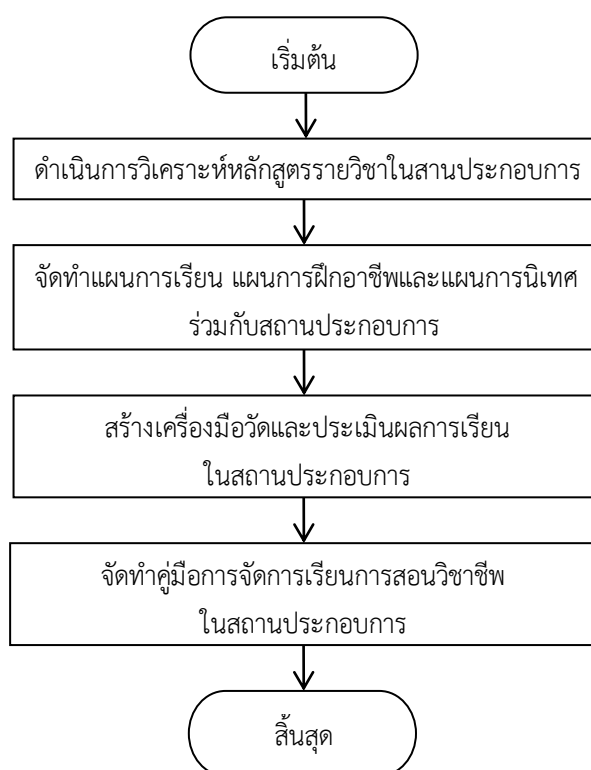 เริ่มต้น
ดำเนินการวิเคราะห์หลักสูตรรายวิชาในสานประกอบการ
จัดทำแผนการเรียน แผนการฝึกอาชีพและแผนการนิเทศ
ร่วมกับสถานประกอบการ
สร้างเครื่องมือวัดและประเมินผลการเรียน
ในสถานประกอบการ
จัดทำคู่มือการจัดการเรียนการสอนวิชาชีพ
ในสถานประกอบการ
สิ้นสุด